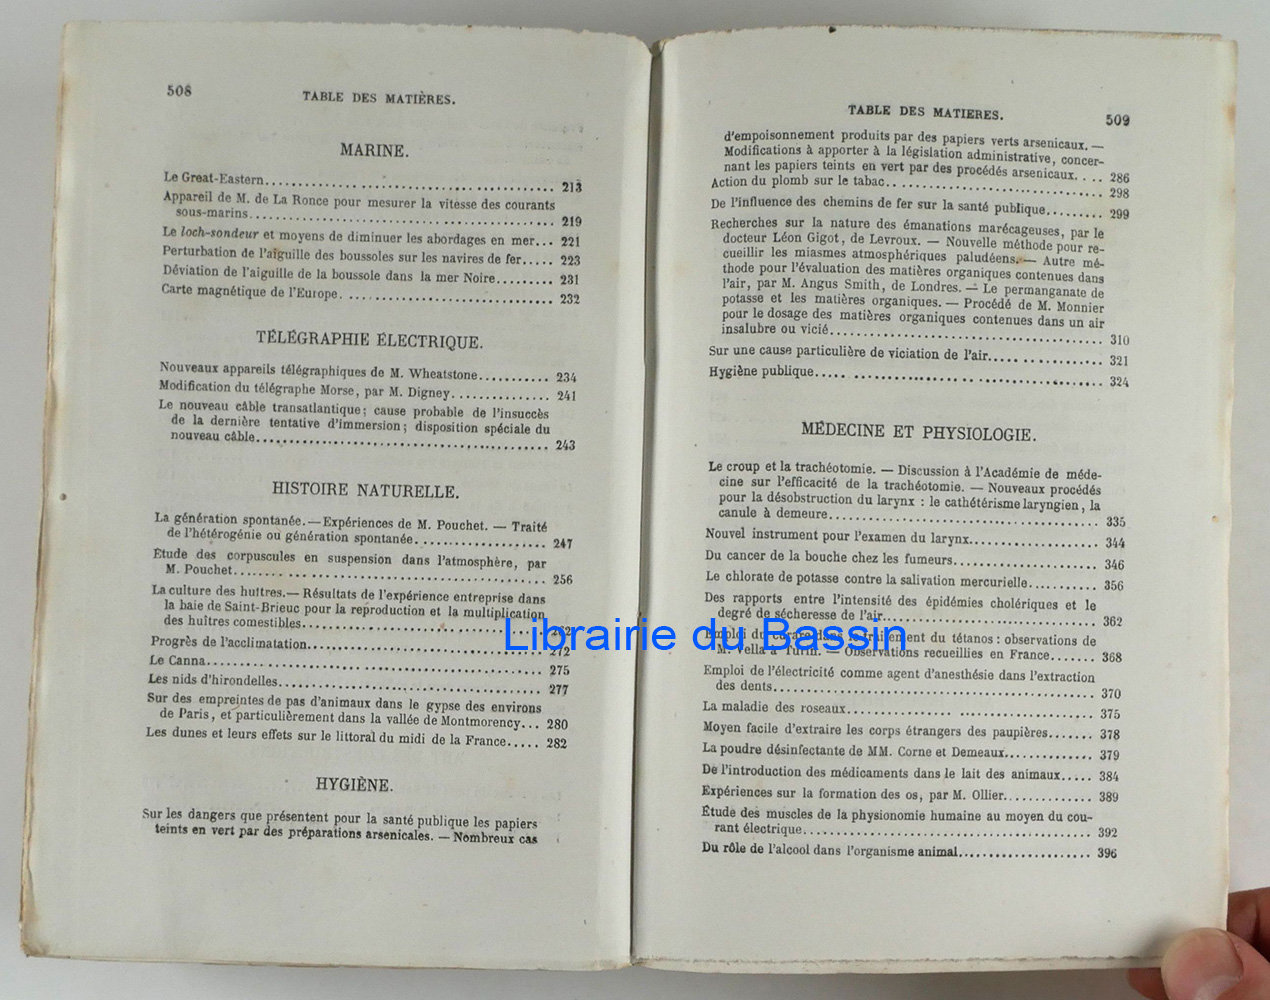 508
TABLE DES MATIÈRES.
MARINE.
Le Great-Eastern.................................................. 213
Appareil de M. de La Ronce pour mesurer la vitesse des courants
sous-marins.................................................. 219
Le loch-sondeur et moyens de diminuer les abordages en mer... 221
Perturbation de l'aiguille des boussoles sur les navires de fer..... 223
Déviation de l'aiguille de la boussole dans la mer Noire......... 231
Carte magnétique de l'Europe. ................................. 232
TÉLÉGRAPHIE ÉLECTRIQUE.
Nouveaux appareils télégraphiques de M. Wheatstone........... 234
Modification du télégraphe Morse, par M. Digney............... 241
Le nouveau câble transatlantique; cause probable de l'insuccès
de la dernière tentative d'immersion; disposition spéciale du
nouveau câble................................................ 243
HISTOIRE NATURELLE.
La génération spontanée.—Expériences de M. Pouchet. — Traité
de l'hétérogénie ou génération spontanée.................... 247
Étude des corpuscules en suspension dans l'atmosphère, par
M. Pouchet................................................ 256
La culture des huîtres.— Résultats de l'expérience entreprise dans
la baie de Saint-Brieuc pour la reproduction et la multiplication
des huîtres comestibles....................................... 262
Progrès de l'acclimatation........................................ 272
Le Canna...................................................... 275
Les nids d'hirondelles............................................ 277
Sur des empreintes de pas d'animaux dans le gypse des environs
de Paris, et particulièrement dans la vallée de Montmorency... 280
Les dunes et leurs effets sur le littoral du midi de la France..... 282
HYGIÈNE.
Sur les dangers que présentent pour la santé publique les papiers
teints en vert par des préparations arsenicales. — Nombreux cas
TABLE DES MATIERES.
509
d'empoisonnement produits par des papiers verts arsenicaux. —
Modifications à apporter à la législation administrative, concer-
nant les papiers teints en vert par des procédés arsenicaux. ... 286
Action du plomb sur le tabac.................................. 298
De l'influence des chemins de fer sur la santé publique......... 299
Recherches sur la nature des émanations marécageuses, par le
docteur Léon Gigot, de Levroux. — Nouvelle méthode pour re-
cueillir les miasmes atmosphériques paludéens.— Autre mé-
thode pour l'évaluation des matières organiques contenues dans
l'air, par M. Angus Smith, de Londres. — Le permanganate de
potasse et les matières organiques. — Procédé de M. Monnier
pour le dosage des matières organiques contenues dans un air
insalubre ou vicié............................................. 310
Sur une cause particulière de viciation de l'air................. 321
Hygiène publique.............................................. 324
MÉDECINE ET PHYSIOLOGIE.
Le croup et la trachéotomie. — Discussion à l'Académie de méde-
cine sur l'efficacité de la trachéotomie. — Nouveaux procédés
pour la désobstruction du larynx : le cathétérisme laryngien, la
canule à demeure............................................ 335
Nouvel instrument pour l'examen du larynx.................... 344
Du cancer de la bouche chez les fumeurs...................... 346
Le chlorate de potasse contre la salivation mercurielle.......... 356
Des rapports entre l'intensité des épidémies cholériques et le
degré de sécheresse de l'air.................................. 362
Emploi du curare dans le traitement du tétanos : observations de
M. Vella à Turin. — Observations recueillies en France....... 368
Emploi de l'électricité comme agent d'anesthésie dans l'extraction
des dents.................................................... 370
La maladie des roseaux........................................ 375
Moyen facile d'extraire les corps étrangers des paupières....... 378
La poudre désinfectante de MM. Corne et Demeaux............. 379
De l'introduction des médicaments dans le lait des animaux..... 384
Expériences sur la formation des os, par M. Ollier.............. 389
Étude des muscles de la physionomie humaine au moyen du cou-
rant électrique.............................................. 392
Du rôle de l'alcool dans l'organisme animal..................... 396
Librairie du Bassin